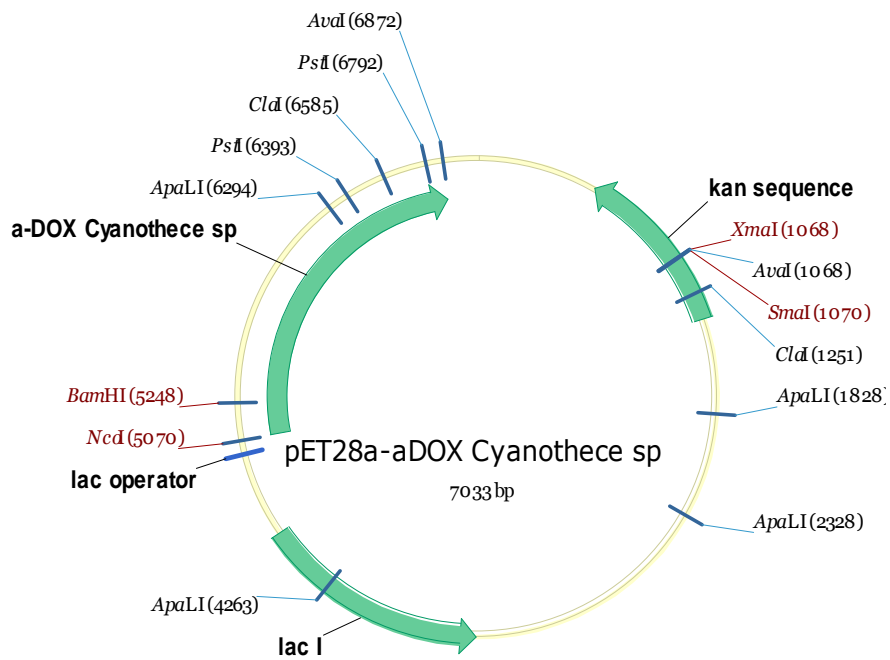 AvaI (6872)
PstI (6792)
ClaI (6585)
PstI (6393)
ApaLI (6294)
a-DOX Cyanothece sp
kan sequence
XmaI (1068)
AvaI (1068)
SmaI (1070)
ClaI (1251)
ApaLI (1828)
BamHI (5248)
NcoI (5070)
lac operator
pET28a-aDOX Cyanothece sp
7033 bp
ApaLI (2328)
ApaLI (4263)
lac I